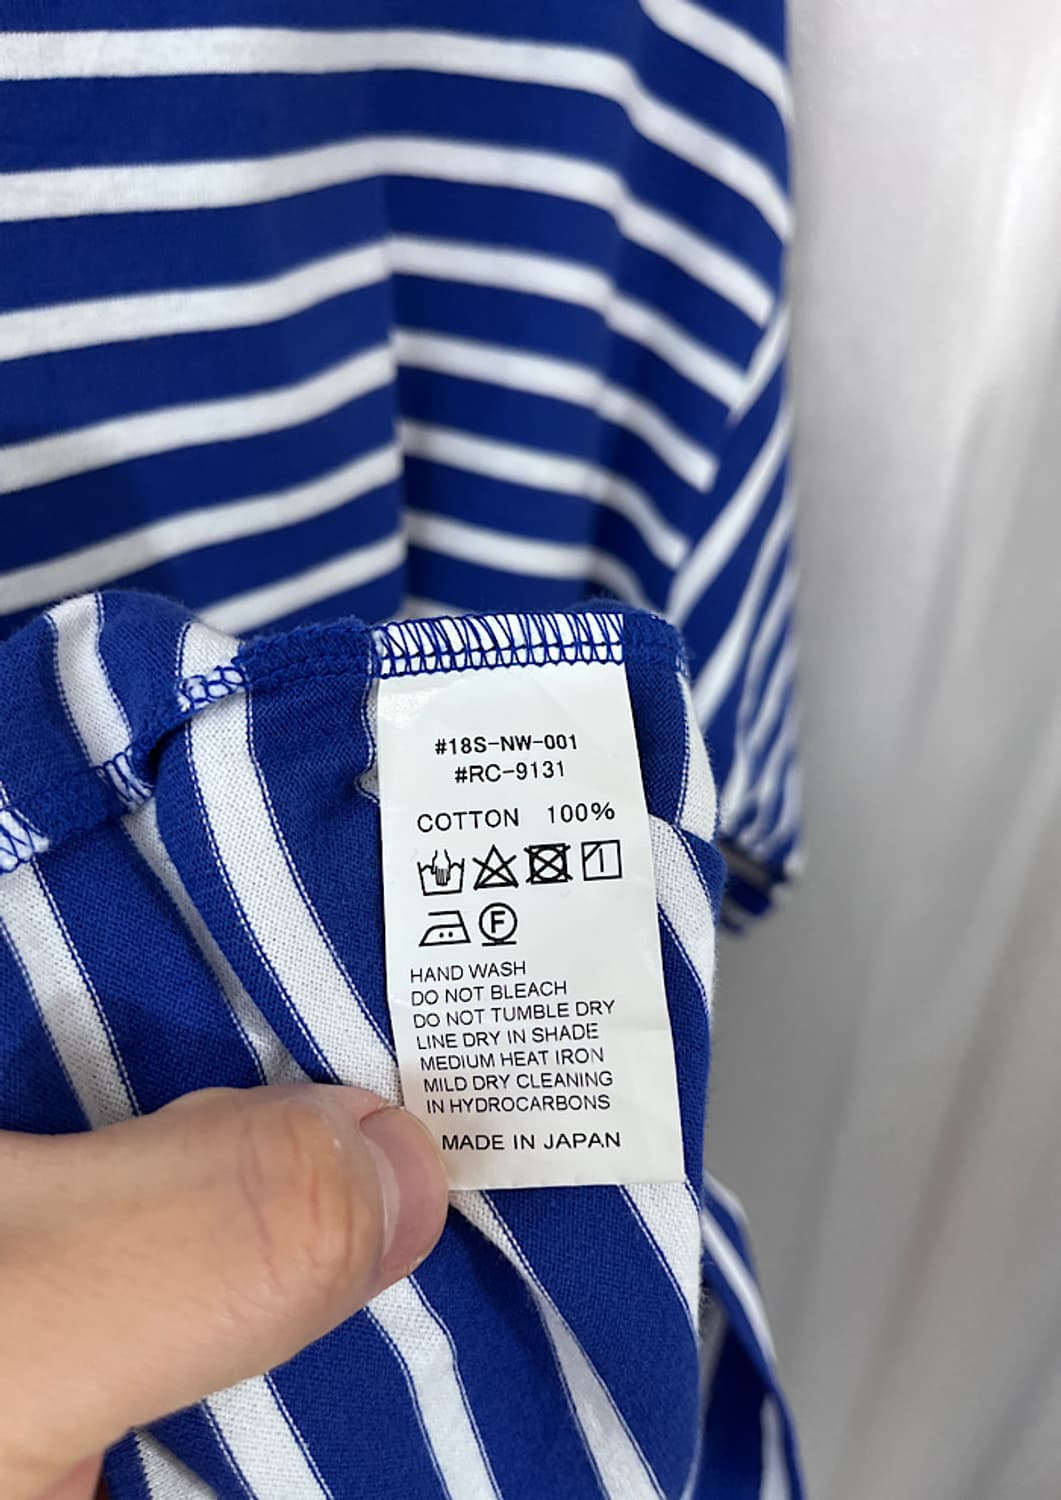 #18S-NW-001
#RC-9131
COTTON 100%
F
HAND WASH
DO NOT BLEACH
DO NOT TUMBLE DRY
LINE DRY IN SHADE
MEDIUM HEAT IRON
MILD DRY CLEANING
IN HYDROCARBONS
MADE IN JAPAN